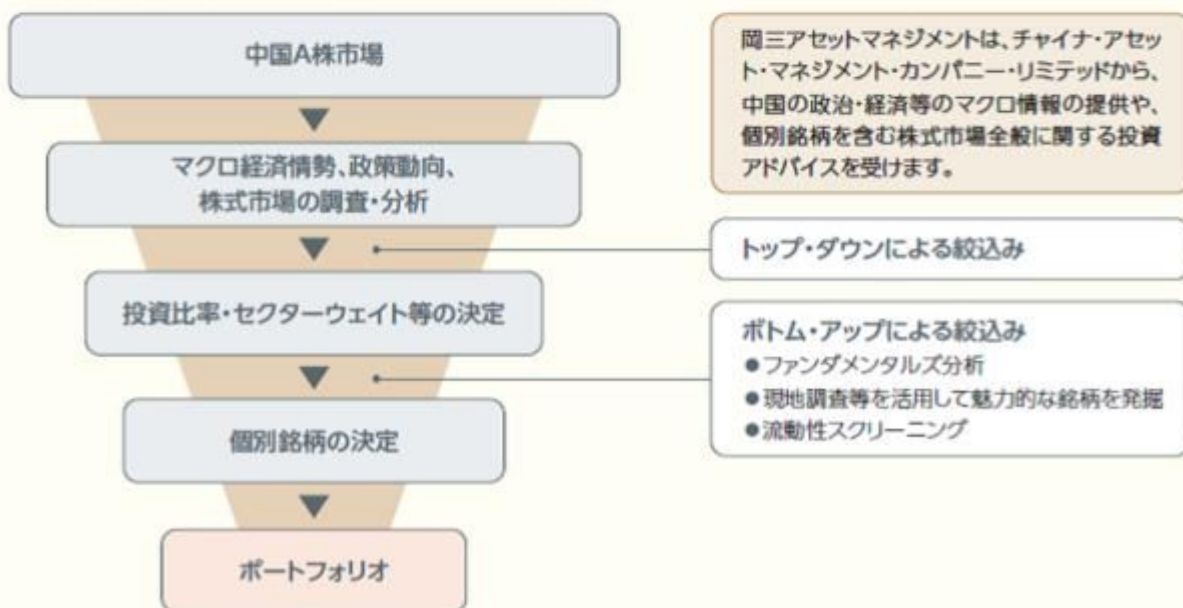 中国A株市場
岡三アセットマネジメントは、チャイナ・アセッ
ト・マネジメント・カンパニー・リミテッドから、
中国の政治・経済等のマクロ情報の提供や、
個別銘柄を含む株式市場全般に関する投資
アドバイスを受けます。
マクロ経済情勢、政策動向、
株式市場の調査・分析
トップ・ダウンによる絞込み
投資比率・セクターウェイト等の決定
ボトム・アップによる絞込み
●ファンダメンタルズ分析
●現地調査等を活用して魅力的な銘柄を発掘
●流動性スクリーニング
個別銘柄の決定
ポートフォリオ